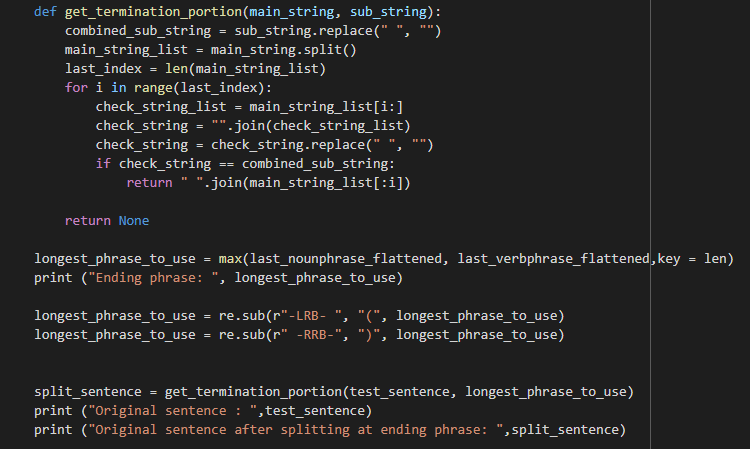 def get_termination_portion(main_string, sub_string):
    combined_sub_string = sub_string.replace(" ", "")
    main_string_list = main_string.split()
    last_index = len(main_string_list)
    for i in range(last_index):
        check_string_list = main_string_list[i:]
        check_string = "".join(check_string_list)
        check_string = check_string.replace(" ", "")
        if check_string == combined_sub_string:
            return " ".join(main_string_list[:i])

    return None

longest_phrase_to_use = max(last_nounphrase_flattened, last_verbphrase_flattened,key = len)
print ("Ending phrase: ", longest_phrase_to_use)

longest_phrase_to_use = re.sub(r"-LRB- ", "(", longest_phrase_to_use)
longest_phrase_to_use = re.sub(r" -RRB-", ")", longest_phrase_to_use)


split_sentence = get_termination_portion(test_sentence, longest_phrase_to_use)
print ("Original sentence : ",test_sentence)
print ("Original sentence after splitting at ending phrase: ",split_sentence)